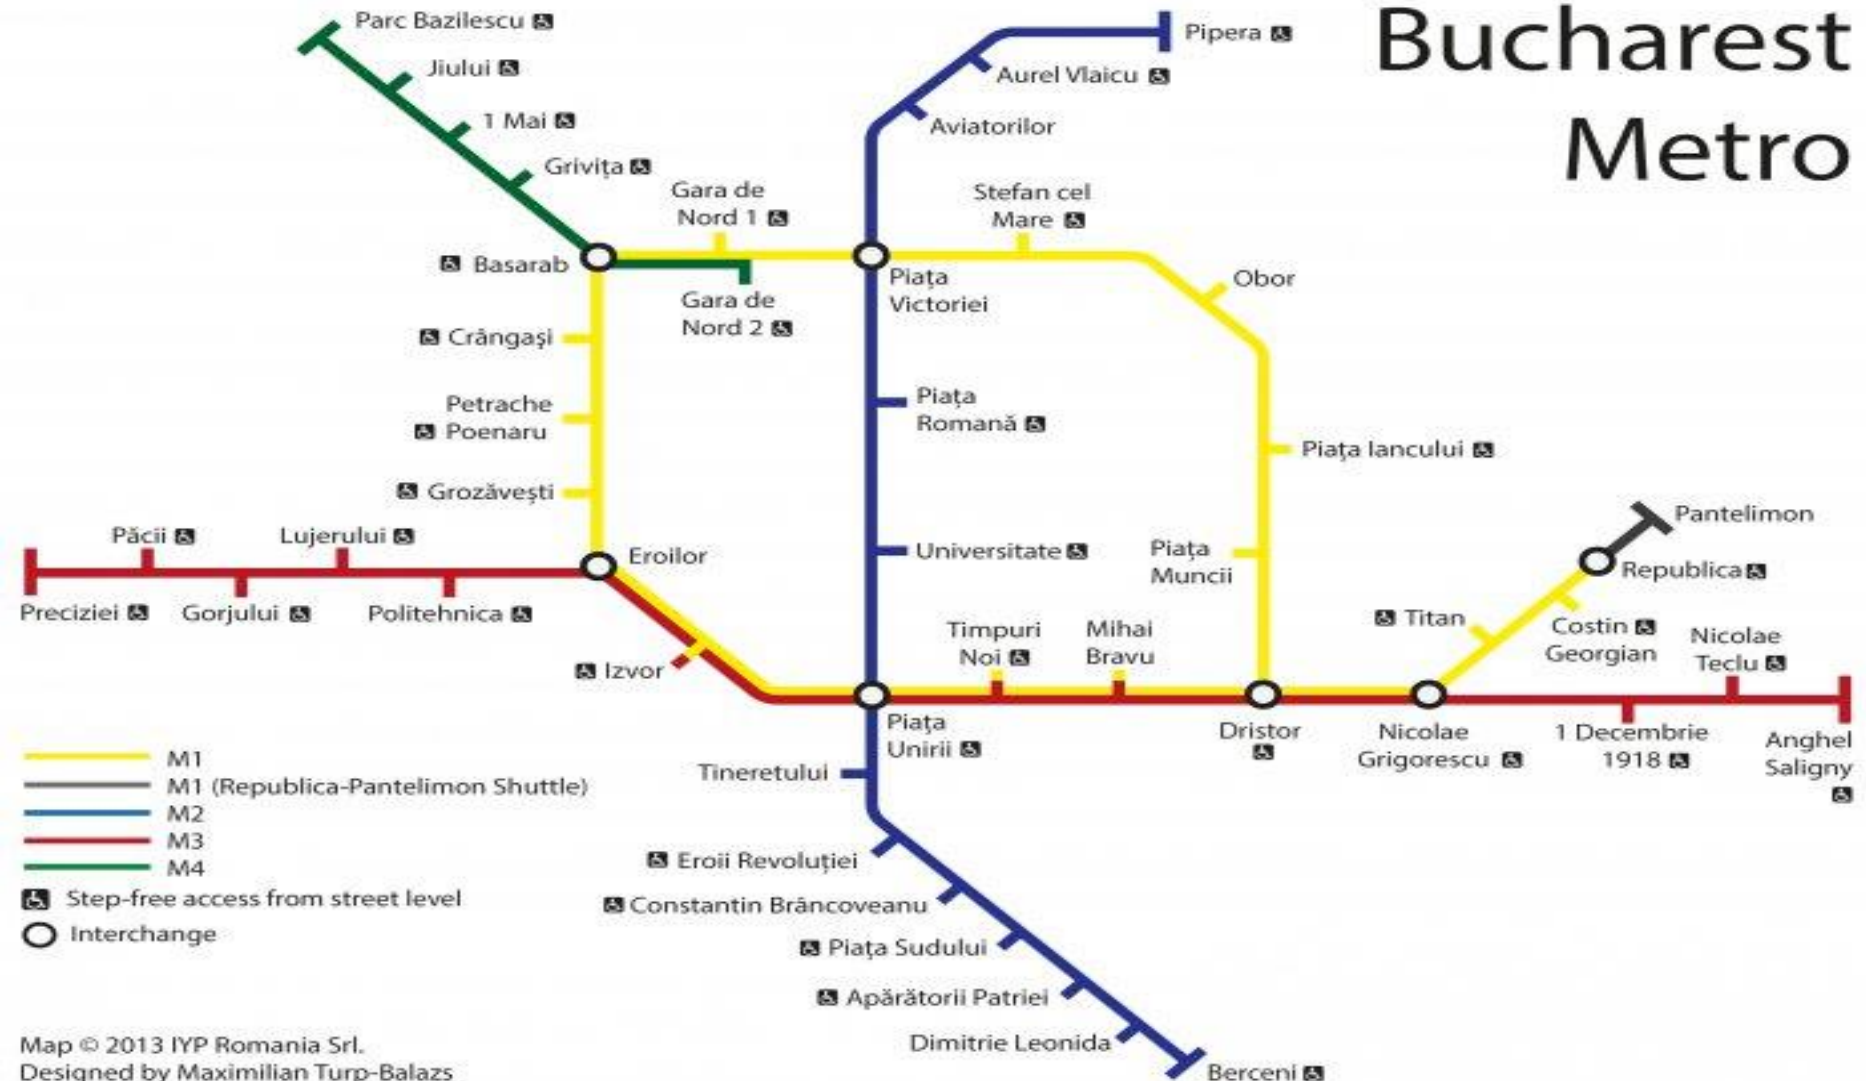 Bucharest
Metro
Parc Bazilescu
Jiului
1 Mai
Grivița
Gara de
Nord 1
Basarab
Gara de
Nord 2
Pipera
Aurel Vlaicu
Aviatorilor
Stefan cel
Mare
Piața
Victoriei
Obor
Crângași
Petrache
Poenaru
Grozăvești
Piața
Romană
Piața Iancului
Universitate
Piața
Muncii
Pantelimon
Republica
Titan
Costin
Georgian
Nicolae
Teclu
Păcii
Lujerului
Eroilor
Preciziei
Gorjului
Politehnica
Izvor
Timpuri
Noi
Mihai
Bravu
Piața
Unirii
Dristor
Nicolae
Grigorescu
1 Decembrie
1918
Anghel
Saligny
Tineretului
Eroii Revoluției
Constantin Brâncoveanu
Piața Sudului
Apărătorii Patriei
Dimitrie Leonida
Berceni
M1
M1 (Republica-Pantelimon Shuttle)
M2
M3
M4
Step-free access from street level
Interchange
Map © 2013 IYP Romania Srl.
Designed by Maximilian Turp-Balazs